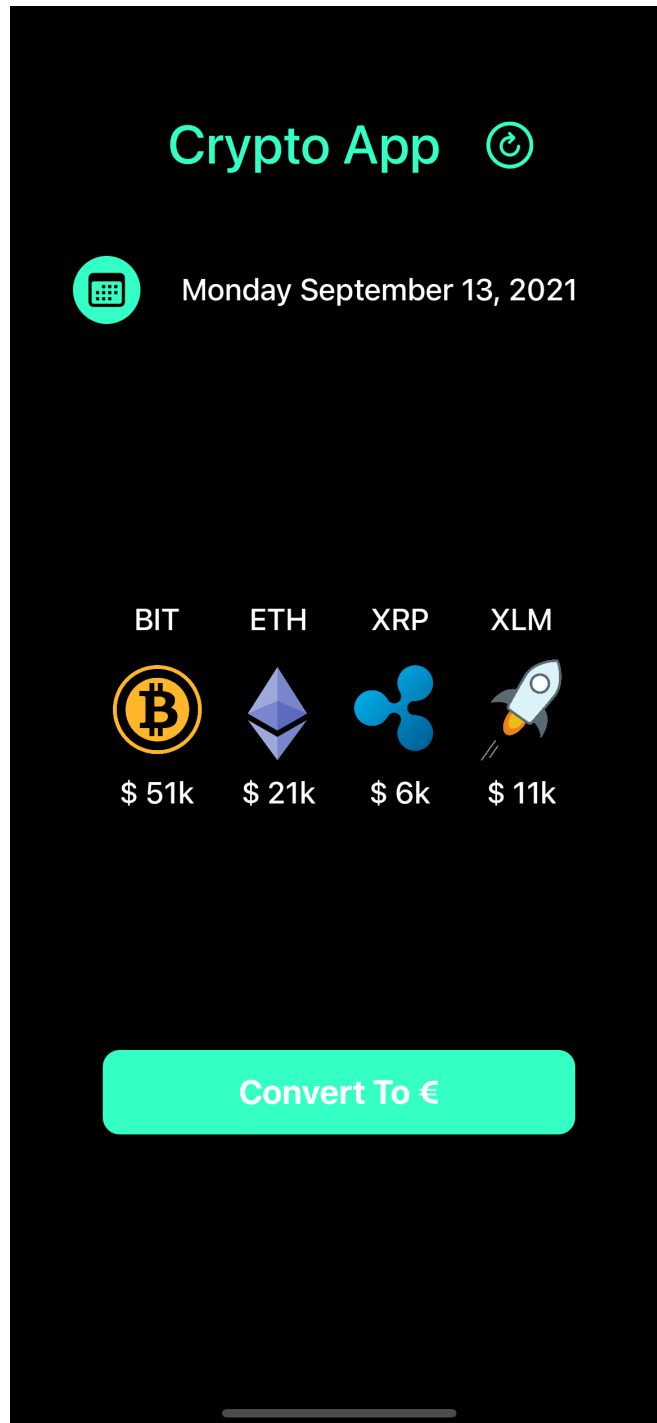 Crypto App
Monday September 13, 2021
BIT ETH XRP XLM
$ 51k $ 21k $ 6k $ 11k
Convert To €